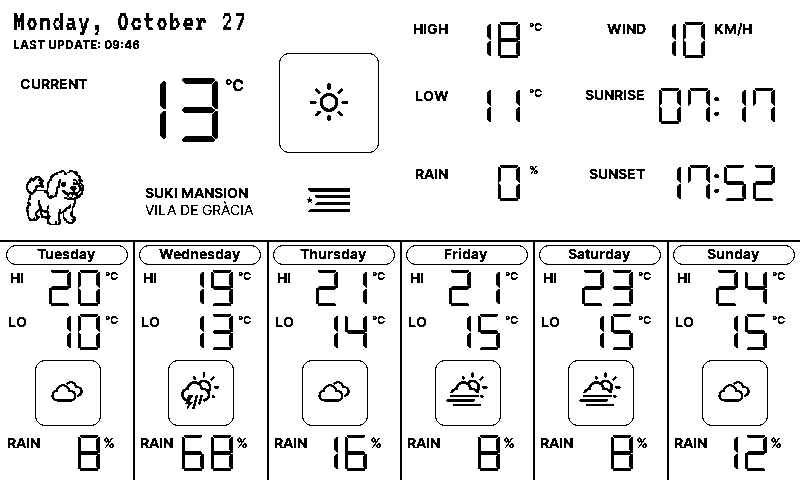 Monday, October 27
LAST UPDATE: 09:46
CURRENT 13 °C
SUKI MANSION
VILA DE GRÀCIA
HIGH 18 °C
LOW 11 °C
RAIN 0 %
WIND 10 KM/H
SUNRISE 07:17
SUNSET 17:52
Tuesday
HI 20 °C
LO 10 °C
RAIN 8 %
Wednesday
HI 19 °C
LO 13 °C
RAIN 68 %
Thursday
HI 21 °C
LO 14 °C
RAIN 16 %
Friday
HI 21 °C
LO 15 °C
RAIN 8 %
Saturday
HI 23 °C
LO 15 °C
RAIN 8 %
Sunday
HI 24 °C
LO 15 °C
RAIN 12 %